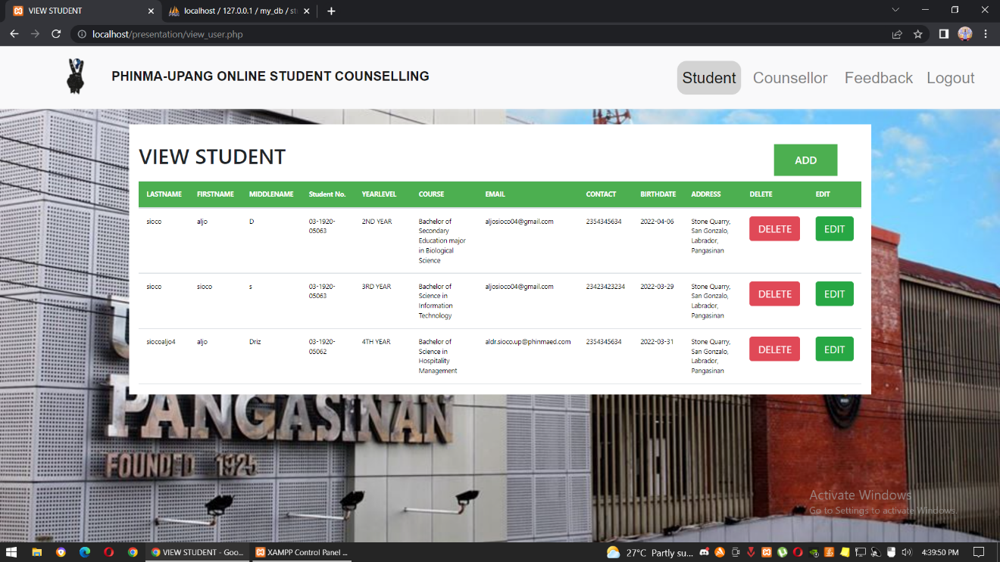 VIEW STUDENT
localhost / 127.0.0.1 / my_db / st
localhost/presentation/view_user.php
PHINMA-UPANG ONLINE STUDENT COUNSELLING
Student Counsellor Feedback Logout
VIEW STUDENT
ADD
LASTNAME FIRSTNAME MIDDLENAME Student No. YEARLEVEL COURSE EMAIL CONTACT BIRTHDATE ADDRESS DELETE EDIT
sioco aljo D 03-1920- 2ND YEAR Bachelor of aljosioco04@gmail.com 2354345634 2022-04-06 Stone Quarry, DELETE EDIT
05063 Secondary San Gonzalo,
Education major Labrador,
in Biological Pangasinan
Science
sioco sioco s 03-1920- 3RD YEAR Bachelor of aljosioco04@gmail.com 23423423234 2022-03-29 Stone Quarry, DELETE EDIT
05063 Science in San Gonzalo,
Information Labrador,
Technology Pangasinan
siocoaljo4 aljo Driz 03-1920- 4TH YEAR Bachelor of aldr.sioco.up@phinmaed.com 2354345634 2022-03-31 Stone Quarry, DELETE EDIT
05062 Science in San Gonzalo,
Hospitality Labrador,
Management Pangasinan
PANGASINAN
FOUNDED 1925
Activate Windows
Go to Settings to activate Windows.
VIEW STUDENT - Goo... XAMPP Control Panel ... 27°C Partly su... 4:39:50 PM